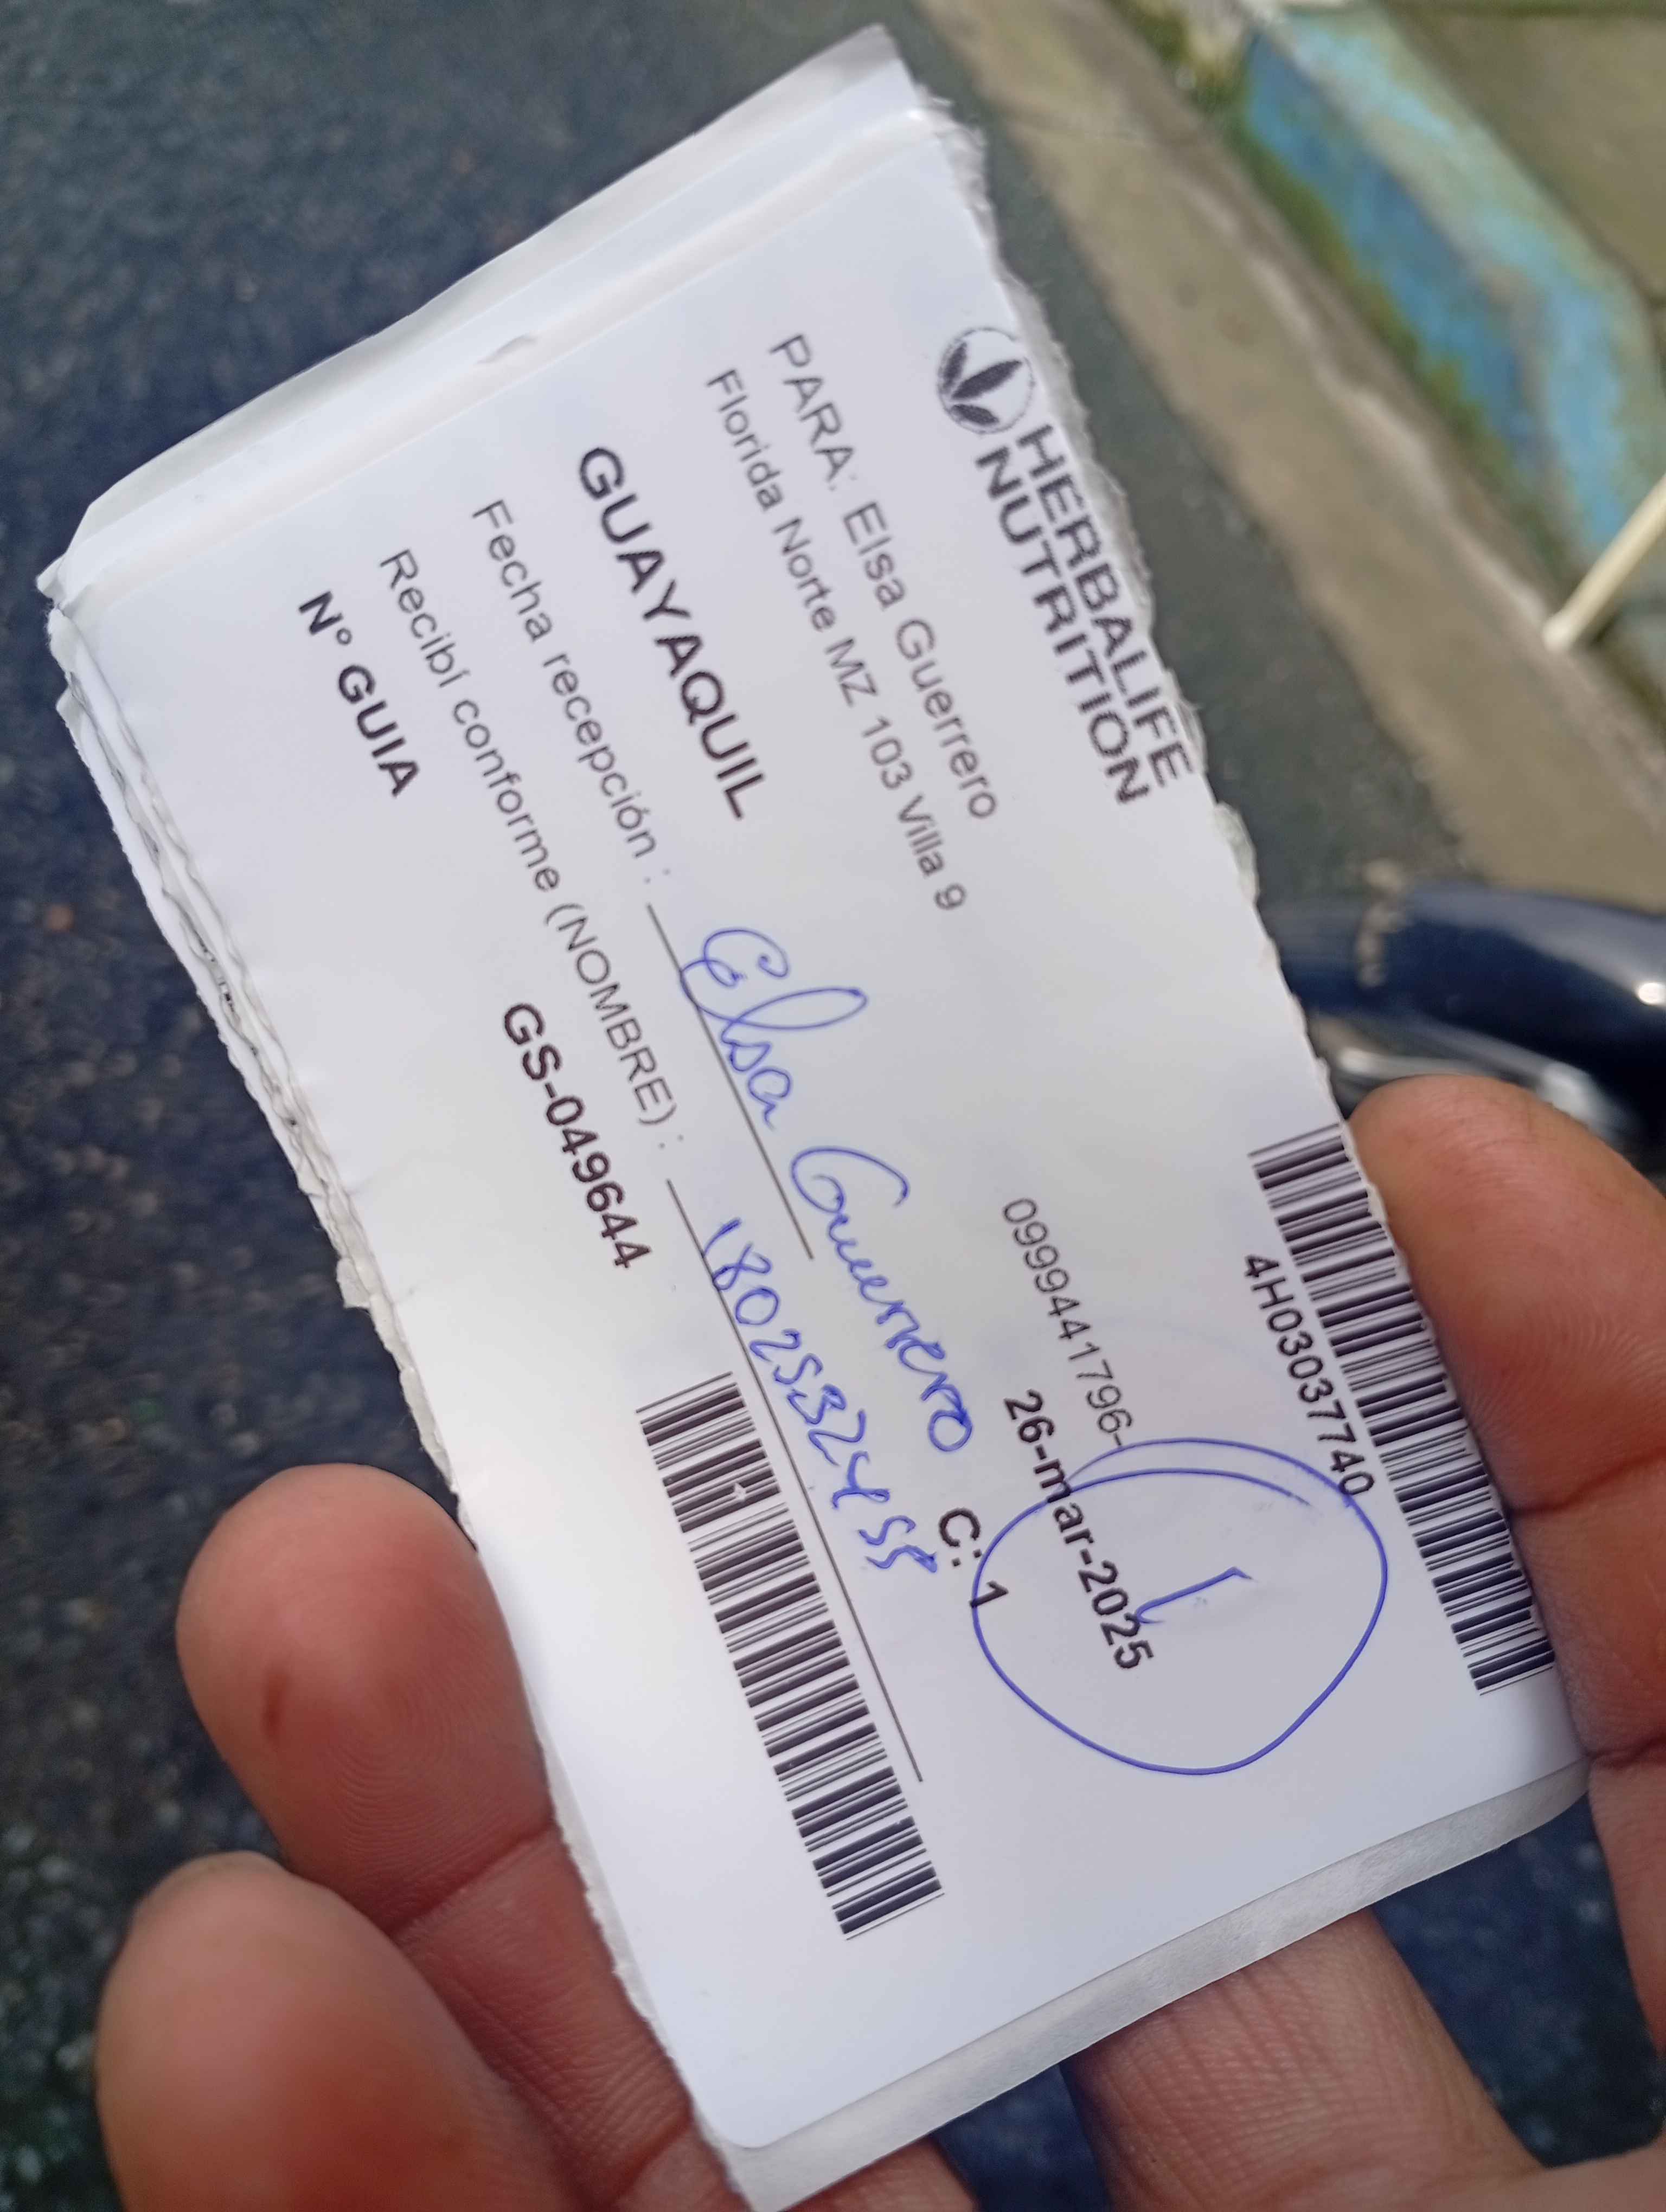 HERBALIFE
NUTRITION
4H03037740
PARA: Elsa Guerrero
0999441796-
Florida Norte MZ 103 Villa 9
26-mar-2025
GUAYAQUIL
C: 1
Fecha recepción : Elsa Guerrero
Recibí conforme (NOMBRE) :
Nº GUIA GS-049644